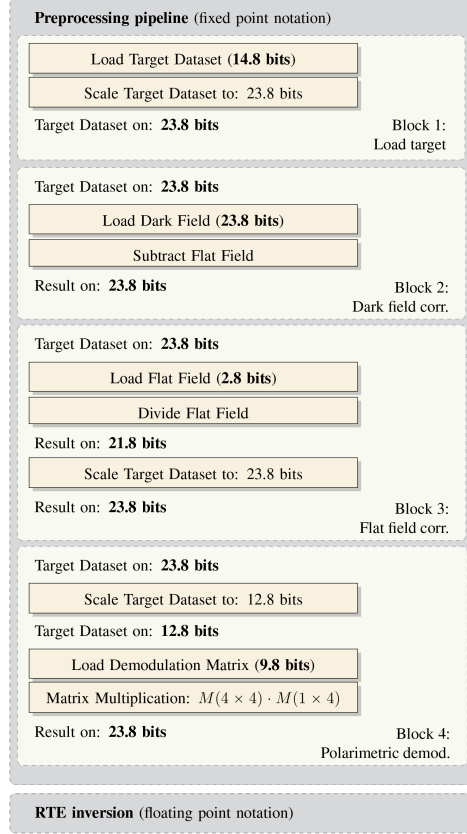 Preprocessing pipeline (fixed point notation)
Load Target Dataset (14.8 bits)
Scale Target Dataset to: 23.8 bits
Target Dataset on: 23.8 bits
Block 1:
Load target
Target Dataset on: 23.8 bits
Load Dark Field (23.8 bits)
Subtract Flat Field
Result on: 23.8 bits
Block 2:
Dark field corr.
Target Dataset on: 23.8 bits
Load Flat Field (2.8 bits)
Divide Flat Field
Result on: 21.8 bits
Scale Target Dataset to: 23.8 bits
Result on: 23.8 bits
Block 3:
Flat field corr.
Target Dataset on: 23.8 bits
Scale Target Dataset to: 12.8 bits
Target Dataset on: 12.8 bits
Load Demodulation Matrix (9.8 bits)
Matrix Multiplication: M(4 × 4) · M(1 × 4)
Result on: 23.8 bits
Block 4:
Polarimetric demod.
RTE inversion (floating point notation)